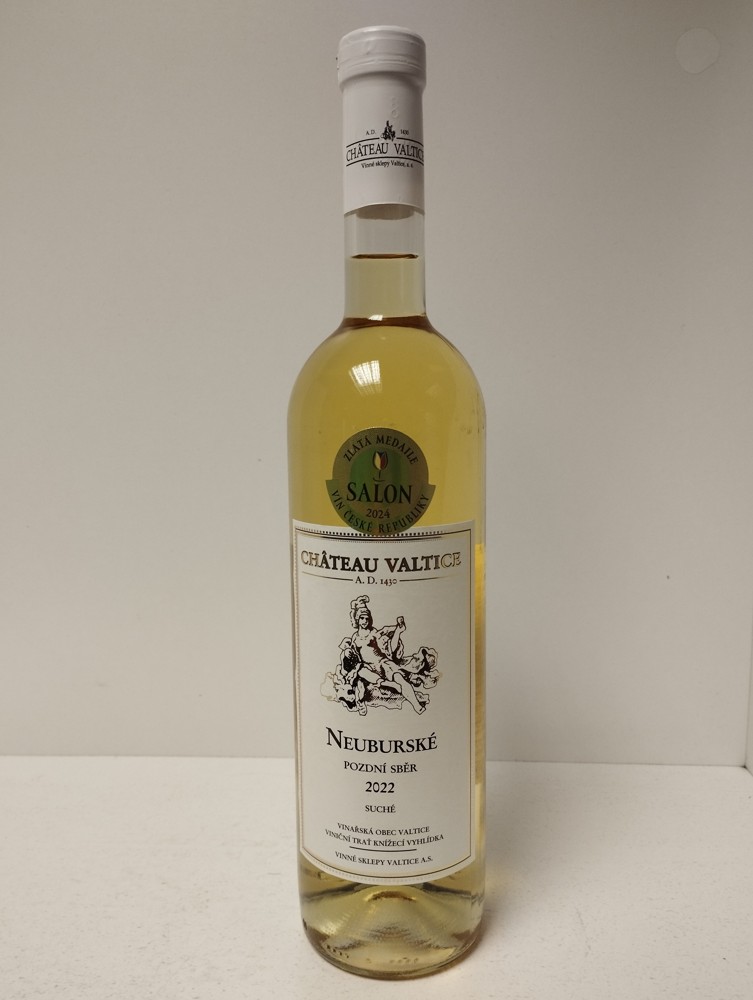 A. D. 1430
CHÂTEAU VALTICE
Vinné sklepy Valtice, a.s.
ZLATÁ MEDAILE
SALON
2024
VÍN ČESKÉ REPUBLIKY
CHÂTEAU VALTICE
A. D. 1430
NEUBURSKÉ
POZDNÍ SBĚR
2022
SUCHÉ
VINAŘSKÁ OBEC VALTICE
VINIČNÍ TRAŤ KNÍŽECÍ VYHLÍDKA
VINNÉ SKLEPY VALTICE A.S.